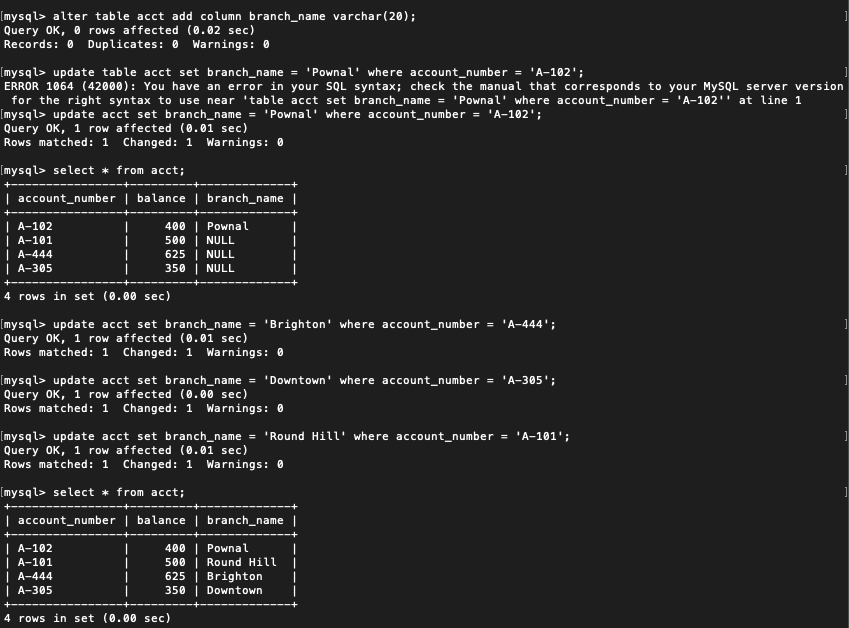 [mysql> alter table acct add column branch_name varchar(20); ]
Query OK, 0 rows affected (0.02 sec)
Records: 0  Duplicates: 0  Warnings: 0
[mysql> update table acct set branch_name = 'Pownal' where account_number = 'A-102'; ]
ERROR 1064 (42000): You have an error in your SQL syntax; check the manual that corresponds to your MySQL server version
 for the right syntax to use near 'table acct set branch_name = 'Pownal' where account_number = 'A-102'' at line 1
[mysql> update acct set branch_name = 'Pownal' where account_number = 'A-102'; ]
Query OK, 1 row affected (0.01 sec)
Rows matched: 1  Changed: 1  Warnings: 0
[mysql> select * from acct; ]
+----------------+---------+-------------+
| account_number | balance | branch_name |
+----------------+---------+-------------+
| A-102          |     400 | Pownal      |
| A-101          |     500 | NULL        |
| A-444          |     625 | NULL        |
| A-305          |     350 | NULL        |
+----------------+---------+-------------+
4 rows in set (0.00 sec)
[mysql> update acct set branch_name = 'Brighton' where account_number = 'A-444'; ]
Query OK, 1 row affected (0.01 sec)
Rows matched: 1  Changed: 1  Warnings: 0
[mysql> update acct set branch_name = 'Downtown' where account_number = 'A-305'; ]
Query OK, 1 row affected (0.00 sec)
Rows matched: 1  Changed: 1  Warnings: 0
[mysql> update acct set branch_name = 'Round Hill' where account_number = 'A-101'; ]
Query OK, 1 row affected (0.01 sec)
Rows matched: 1  Changed: 1  Warnings: 0
[mysql> select * from acct; ]
+----------------+---------+-------------+
| account_number | balance | branch_name |
+----------------+---------+-------------+
| A-102          |     400 | Pownal      |
| A-101          |     500 | Round Hill  |
| A-444          |     625 | Brighton    |
| A-305          |     350 | Downtown    |
+----------------+---------+-------------+
4 rows in set (0.00 sec)